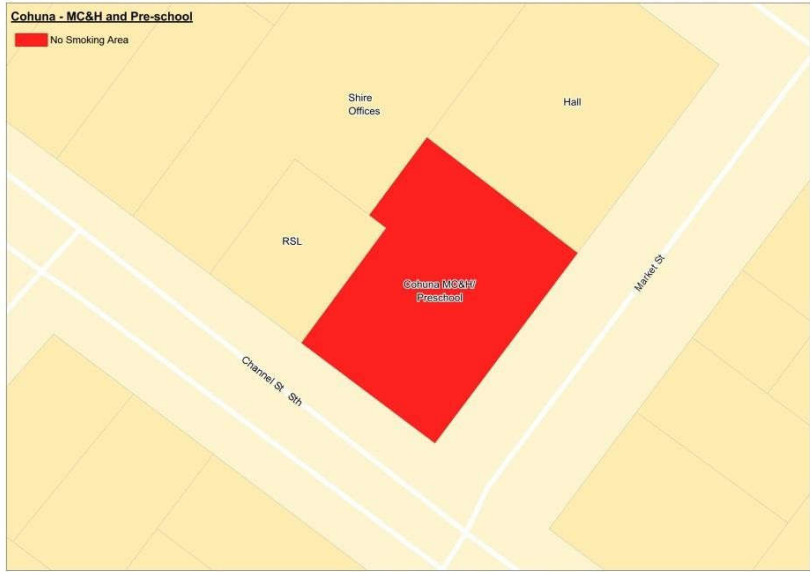 Cohuna - MC&H and Pre-school
No Smoking Area
Shire
Offices
Hall
RSL
Cohuna MC&H/
Preschool
Market St
Channel St Sth